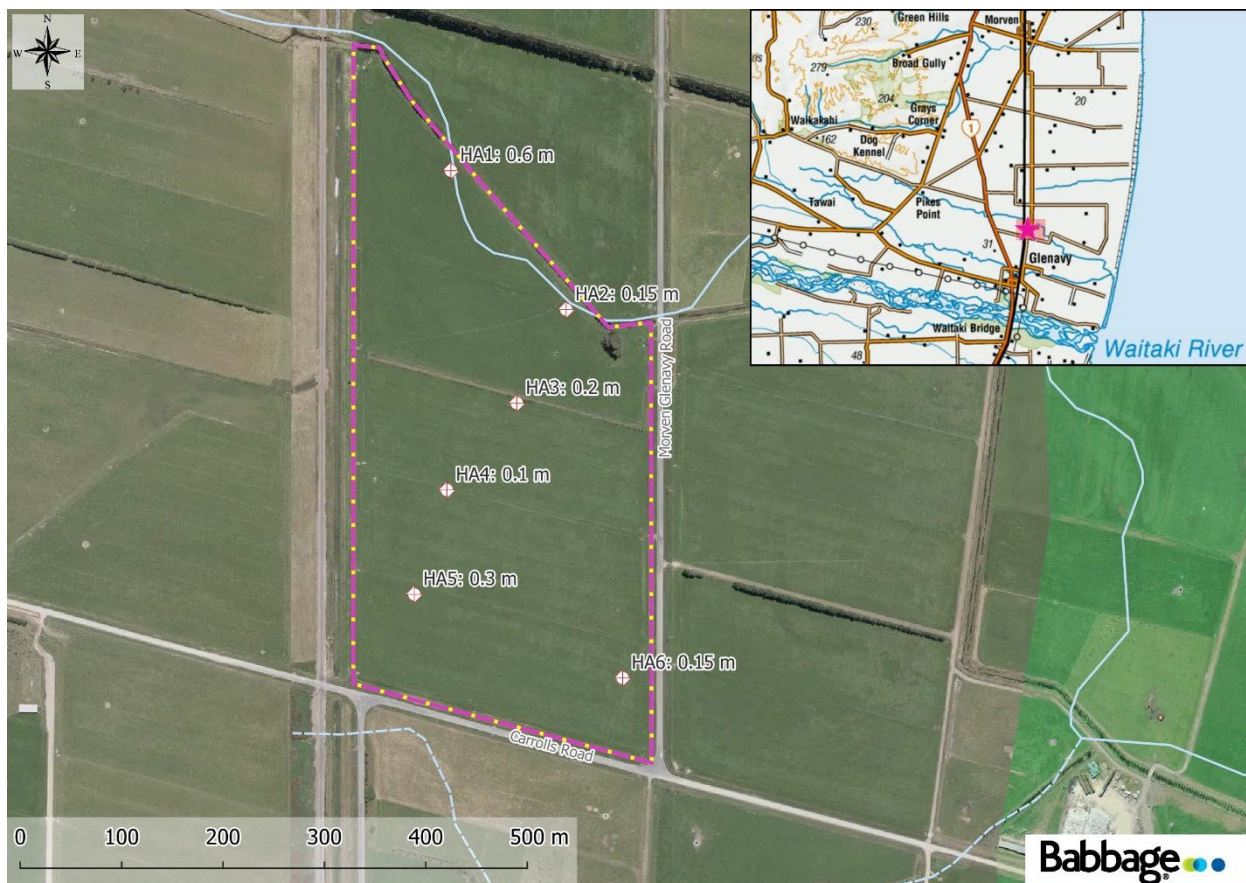 N
W E
S
HA1: 0.6 m
HA2: 0.15 m
HA3: 0.2 m
HA4: 0.1 m
HA5: 0.3 m
HA6: 0.15 m
Morven Glenavy Road
Carrolls Road
0 100 200 300 400 500 m
230
Green Hills
Morven
Broad Gully
279
204
20
Grays
Corner
Waikakahi
162
Dog
Kennel
100
1
Tawai
Pikes
Point
31
Glenavy
Waitaki Bridge
48
Waitaki River
Babbage